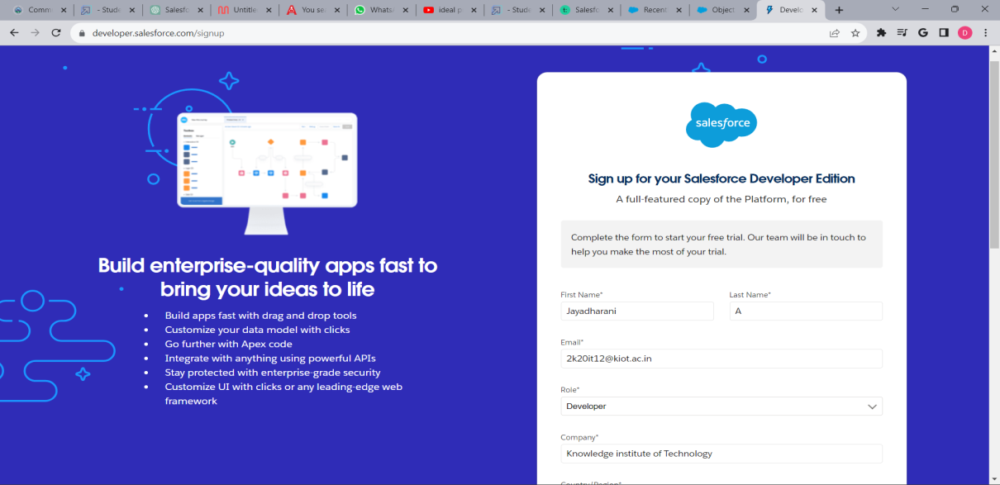 Comm
- Stude
Salesfo
Untitle
You se
Whats
ideal p
- Stude
Salesfo
Recent
Object
Develo
developer.salesforce.com/signup
D
salesforce
Sign up for your Salesforce Developer Edition
A full-featured copy of the Platform, for free
Complete the form to start your free trial. Our team will be in touch to
help you make the most of your trial.
Build enterprise-quality apps fast to
bring your ideas to life
• Build apps fast with drag and drop tools
• Customize your data model with clicks
• Go further with Apex code
• Integrate with anything using powerful APIs
• Stay protected with enterprise-grade security
• Customize UI with clicks or any leading-edge web
framework
First Name* Last Name*
Jayadharani A
Email*
2k20it12@kiot.ac.in
Role*
Developer
Company*
Knowledge institute of Technology
Country/Region*